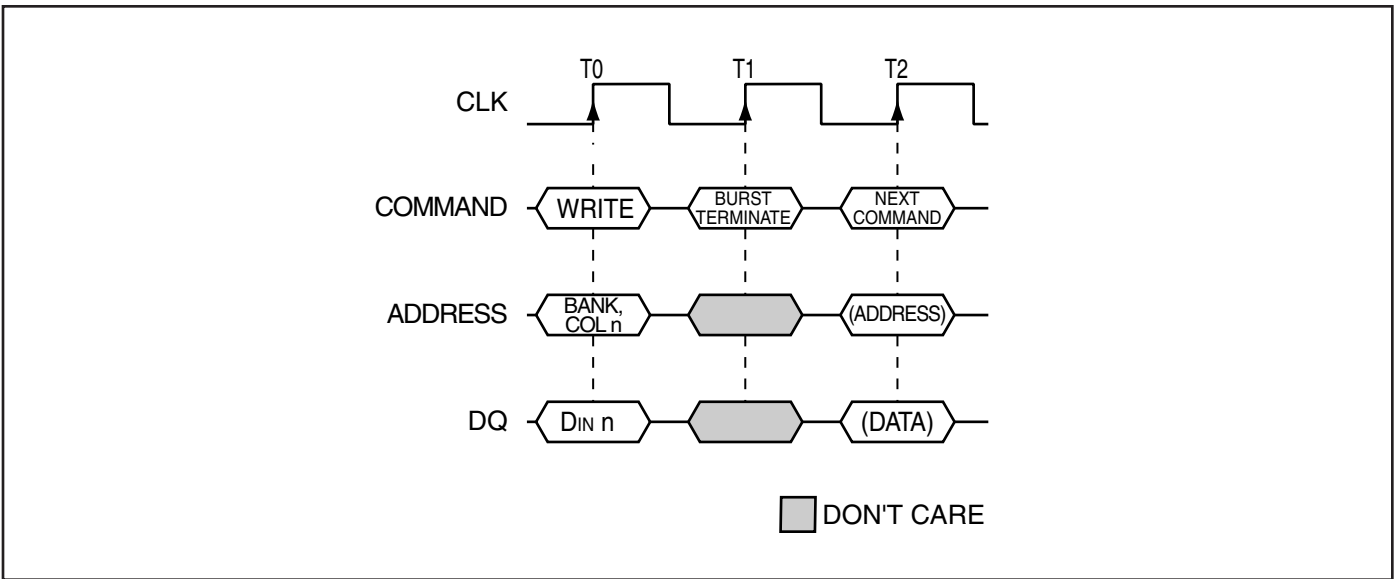 T0 T1 T2
CLK
COMMAND WRITE BURST TERMINATE NEXT COMMAND
ADDRESS BANK, COL n (ADDRESS)
DQ DIN n (DATA)
DON'T CARE